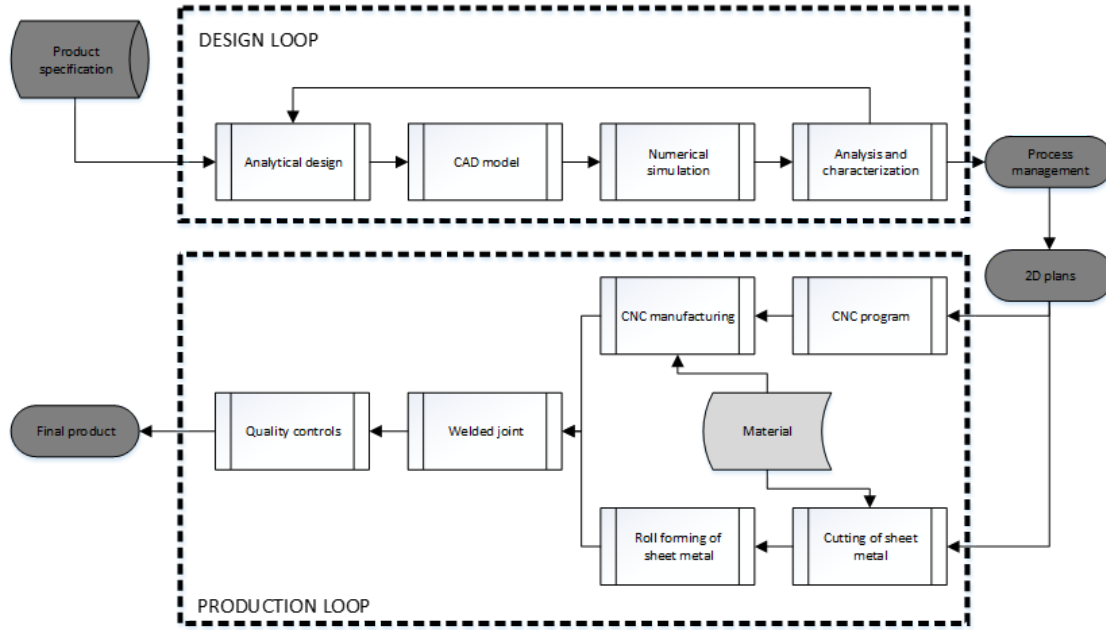 DESIGN LOOP
Product
specification
Analytical design
CAD model
Numerical
simulation
Analysis and
characterization
Process
management
2D plans
CNC manufacturing
CNC program
Final product
Quality controls
Welded joint
Material
Roll forming of
sheet metal
Cutting of sheet
metal
PRODUCTION LOOP